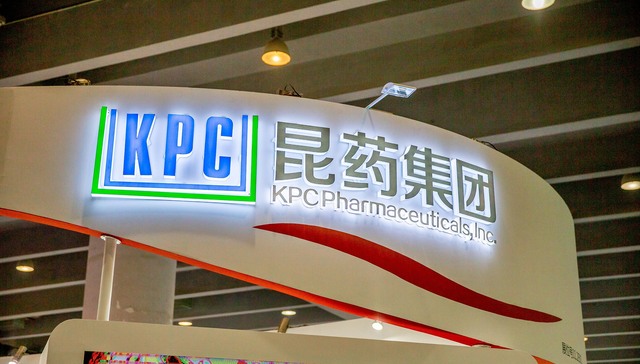 KPC
昆药集团
KPC Pharmaceuticals, Inc.